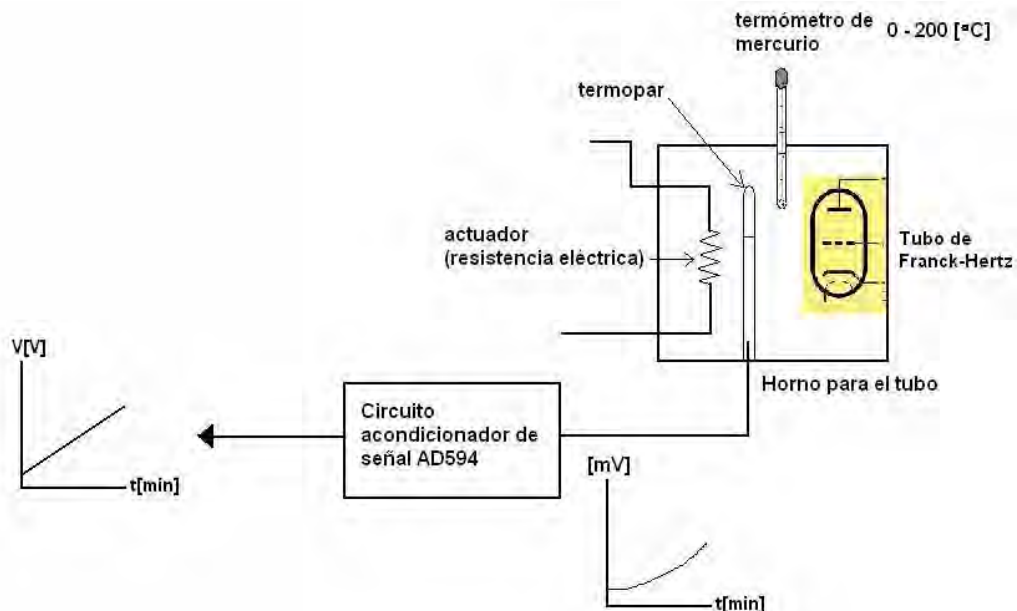 termómetro de
mercurio
0 - 200 [°C]
termopar
actuador
(resistencia eléctrica)
Tubo de
Franck-Hertz
V[V]
Horno para el tubo
Circuito
acondicionador de
señal AD594
[mV]
t[min]
t[min]